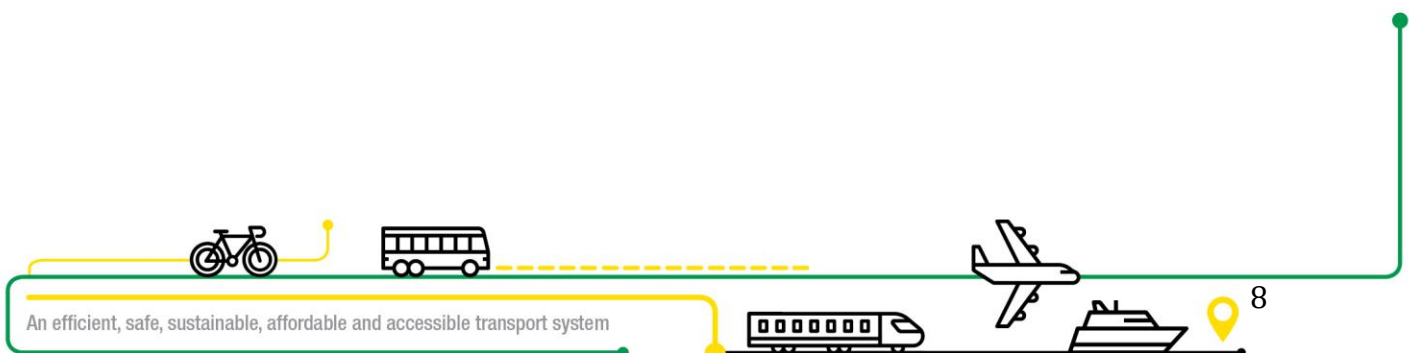 8
An efficient, safe, sustainable, affordable and accessible transport system